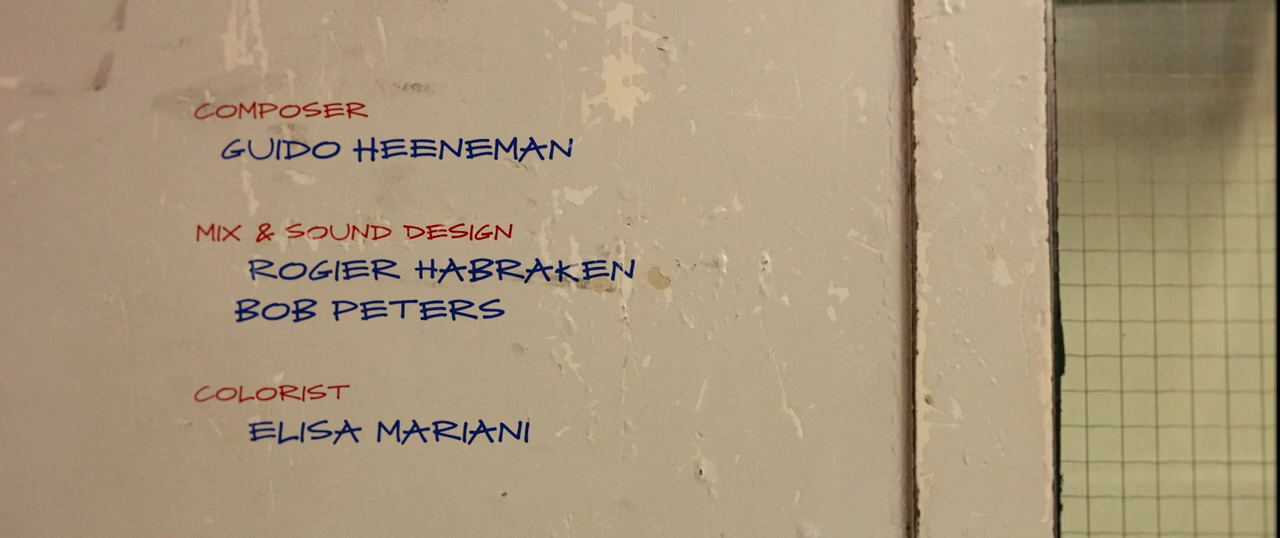 COMPOSER
GUIDO HEENEMAN
MIX & SOUND DESIGN
ROGIER HABRAKEN
BOB PETERS
COLORIST
ELISA MARIANI